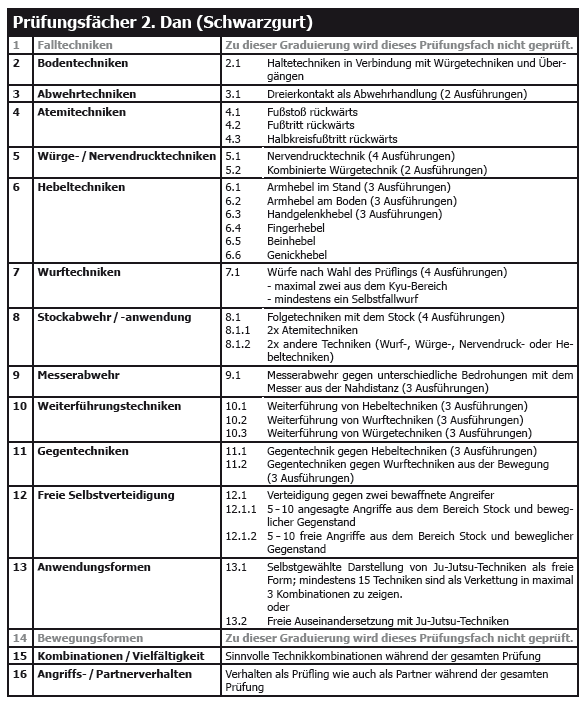 Prüfungsfächer 2. Dan (Schwarzgurt)
1 Falltechniken Zu dieser Graduierung wird dieses Prüfungsfach nicht geprüft.
2 Bodentechniken 2.1 Haltetechniken in Verbindung mit Würgetechniken und Über-
gängen
3 Abwehrtechniken 3.1 Dreierkontakt als Abwehrhandlung (2 Ausführungen)
4 Atemitechniken 4.1 Fußstoß rückwärts
4.2 Fußtritt rückwärts
4.3 Halbkreisfußtritt rückwärts
5 Würge- / Nervendrucktechniken 5.1 Nervendrucktechnik (4 Ausführungen)
5.2 Kombinierte Würgetechnik (2 Ausführungen)
6 Hebeltechniken 6.1 Armhebel im Stand (3 Ausführungen)
6.2 Armhebel am Boden (3 Ausführungen)
6.3 Handgelenkhebel (3 Ausführungen)
6.4 Fingerhebel
6.5 Beinhebel
6.6 Genickhebel
7 Wurftechniken 7.1 Würfe nach Wahl des Prüflings (4 Ausführungen)
- maximal zwei aus dem Kyu-Bereich
- mindestens ein Selbstfallwurf
8 Stockabwehr / -anwendung 8.1 Folgetechniken mit dem Stock (4 Ausführungen)
8.1.1 2x Atemitechniken
8.1.2 2x andere Techniken (Wurf-, Würge-, Nervendruck- oder He-
beltechniken)
9 Messerabwehr 9.1 Messerabwehr gegen unterschiedliche Bedrohungen mit dem
Messer aus der Nahdistanz (3 Ausführungen)
10 Weiterführungstechniken 10.1 Weiterführung von Hebeltechniken (3 Ausführungen)
10.2 Weiterführung von Wurftechniken (3 Ausführungen)
10.3 Weiterführung von Würgetechniken (3 Ausführungen)
11 Gegentechniken 11.1 Gegentechnik gegen Hebeltechniken (3 Ausführungen)
11.2 Gegentechniken gegen Wurftechniken aus der Bewegung
(3 Ausführungen)
12 Freie Selbstverteidigung 12.1 Verteidigung gegen zwei bewaffnete Angreifer
12.1.1 5 – 10 angesagte Angriffe aus dem Bereich Stock und beweg-
licher Gegenstand
12.1.2 5 – 10 freie Angriffe aus dem Bereich Stock und beweglicher
Gegenstand
13 Anwendungsformen 13.1 Selbstgewählte Darstellung von Ju-Jutsu-Techniken als freie
Form; mindestens 15 Techniken sind als Verkettung in maximal
3 Kombinationen zu zeigen.
oder
13.2 Freie Auseinandersetzung mit Ju-Jutsu-Techniken
14 Bewegungsformen Zu dieser Graduierung wird dieses Prüfungsfach nicht geprüft.
15 Kombinationen / Vielfältigkeit Sinnvolle Technikkombinationen während der gesamten Prüfung
16 Angriffs- / Partnerverhalten Verhalten als Prüfling wie auch als Partner während der gesamten
Prüfung